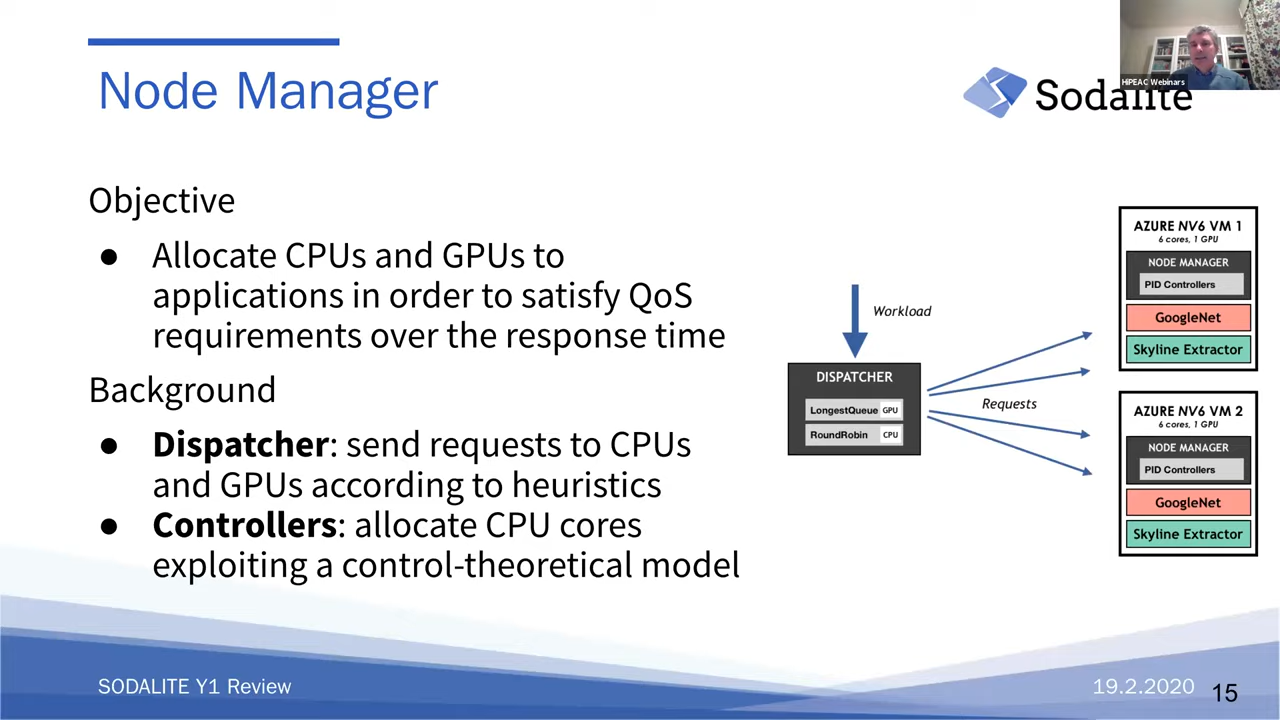 Node Manager
Sodalite
HiPEAC Webinars
Objective
● Allocate CPUs and GPUs to
applications in order to satisfy QoS
requirements over the response time
Background
● Dispatcher: send requests to CPUs
and GPUs according to heuristics
● Controllers: allocate CPU cores
exploiting a control-theoretical model
Workload
DISPATCHER
LongestQueue GPU
RoundRobin CPU
Requests
AZURE NV6 VM 1
6 cores, 1 GPU
NODE MANAGER
PID Controllers
GoogleNet
Skyline Extractor
AZURE NV6 VM 2
6 cores, 1 GPU
NODE MANAGER
PID Controllers
GoogleNet
Skyline Extractor
SODALITE Y1 Review
19.2.2020 15